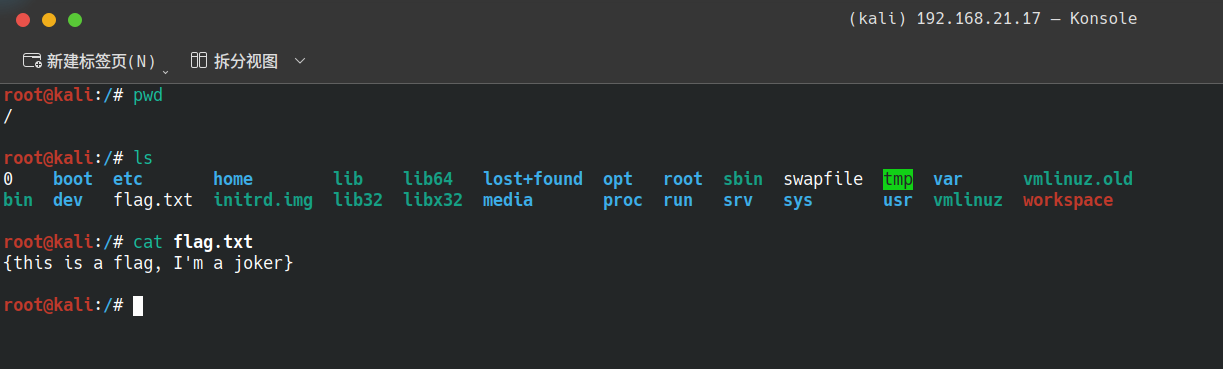 (kali) 192.168.21.17 — Konsole
新建标签页(N) 拆分视图
root@kali:/# pwd
/
root@kali:/# ls
0 boot etc home lib lib64 lost+found opt root sbin swapfile tmp var vmlinuz.old
bin dev flag.txt initrd.img lib32 libx32 media proc run srv sys usr vmlinuz workspace
root@kali:/# cat flag.txt
{this is a flag, I'm a joker}
root@kali:/#